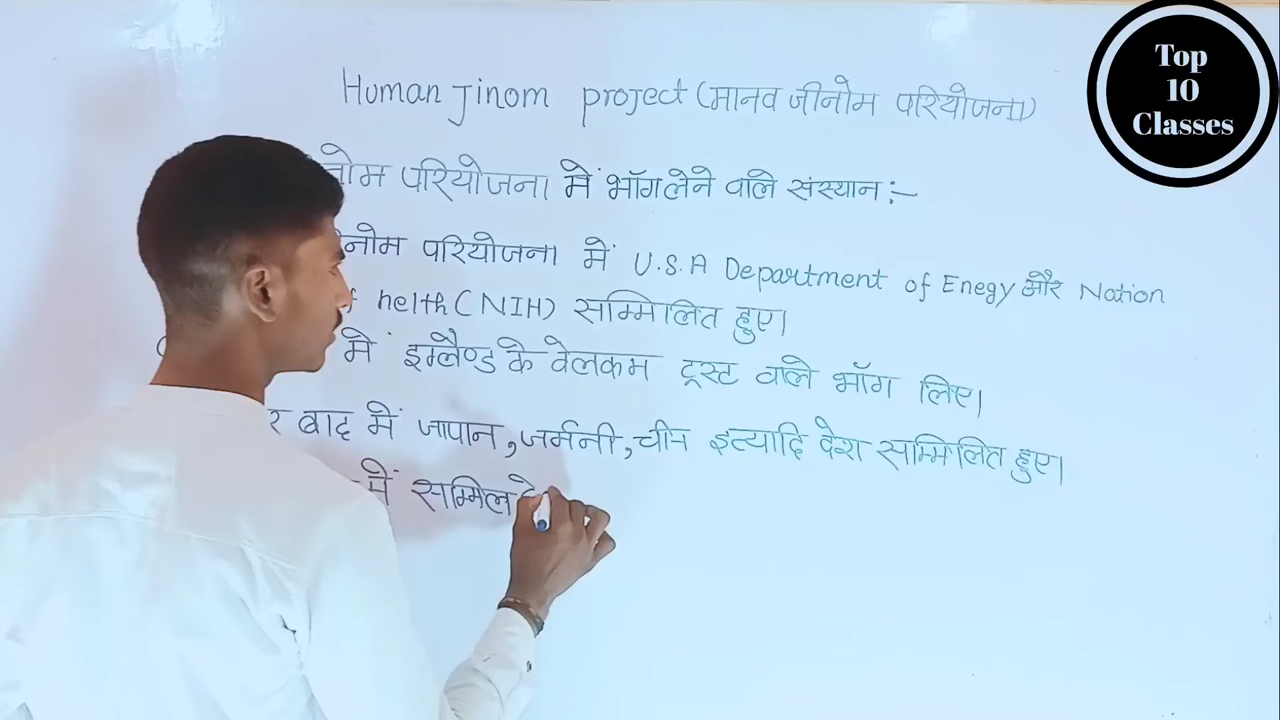 Human Jinom project (मानव जीनोम परियोजना)
Top
10
Classes
नोम परियोजना में भाॅग लेने वाले संस्थान :-
नोम परियोजना में U.S.A Department of Enegy और Nation
helth (NIH) सम्मिलित हुए।
में इग्लैण्ड के वेलकम ट्रस्ट वाले भाॅग लिए।
र बाद में जापान, जर्मनी, चीन इत्यादि देश सम्मिलित हुए।
में सम्मिल